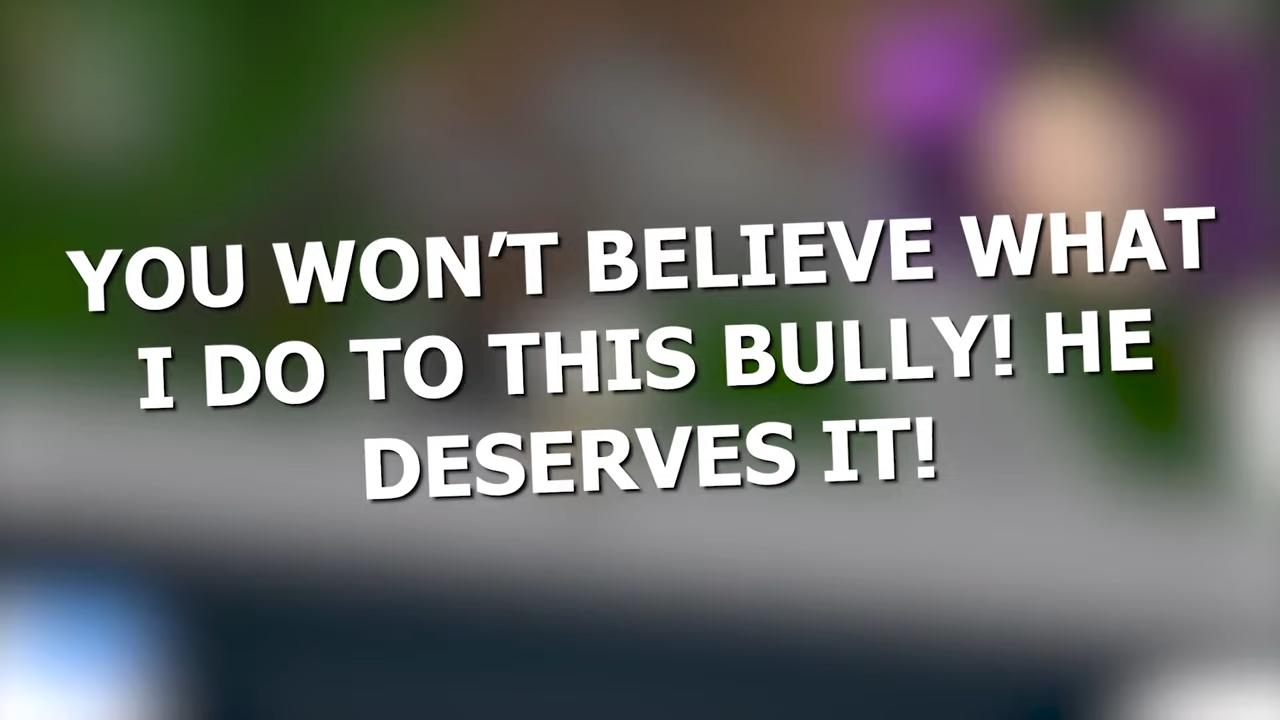 YOU WON'T BELIEVE WHAT
I DO TO THIS BULLY! HE
DESERVES IT!